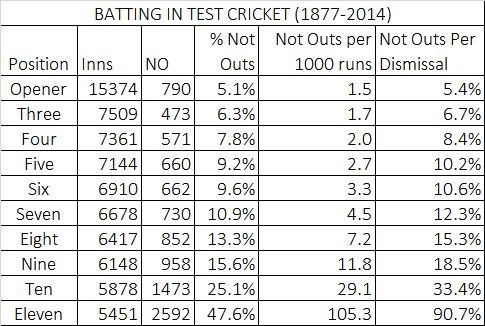 BATTING IN TEST CRICKET (1877-2014)
Position Inns NO % Not Outs Not Outs per 1000 runs Not Outs Per Dismissal
Opener 15374 790 5.1% 1.5 5.4%
Three 7509 473 6.3% 1.7 6.7%
Four 7361 571 7.8% 2.0 8.4%
Five 7144 660 9.2% 2.7 10.2%
Six 6910 662 9.6% 3.3 10.6%
Seven 6678 730 10.9% 4.5 12.3%
Eight 6417 852 13.3% 7.2 15.3%
Nine 6148 958 15.6% 11.8 18.5%
Ten 5878 1473 25.1% 29.1 33.4%
Eleven 5451 2592 47.6% 105.3 90.7%